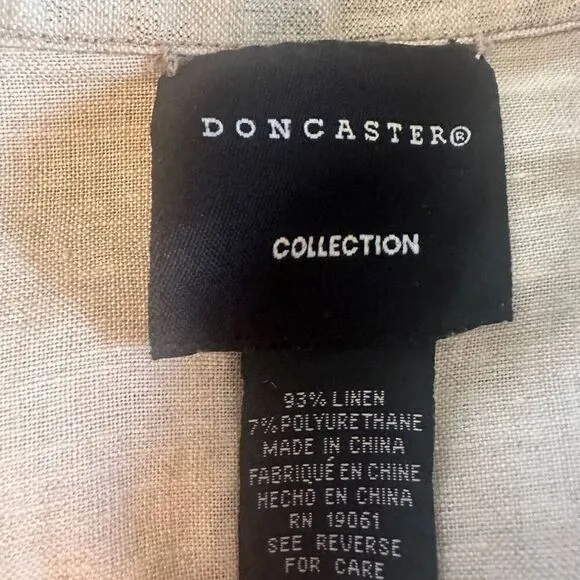 DONCASTER®
COLLECTION
93% LINEN
7% POLYURETHANE
MADE IN CHINA
FABRIQUÉ EN CHINE
HECHO EN CHINA
RN 19061
SEE REVERSE
FOR CARE